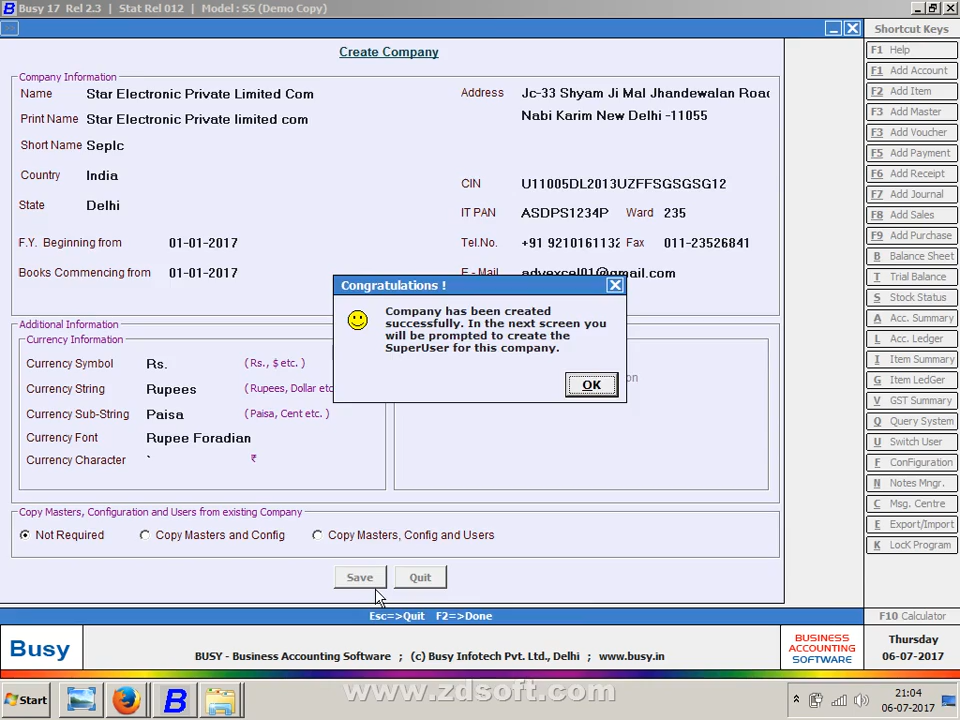 Busy 17 Rel 2.3 | Stat Rel 012 | Model : SS (Demo Copy)
Shortcut Keys
Create Company
Company Information
Name Star Electronic Private Limited Com
Print Name Star Electronic Private limited com
Short Name Seplc
Country India
State Delhi
F.Y. Beginning from 01-01-2017
Books Commencing from 01-01-2017
Address Jc-33 Shyam Ji Mal Jhandewalan Road
Nabi Karim New Delhi -11055
CIN U11005DL2013UZFFSGSGSG12
IT PAN ASDPS1234P Ward 235
Tel.No. +91 9210161132 Fax 011-23526841
E - Mail advexcel01@gmail.com
Congratulations !
Company has been created
successfully. In the next screen you
will be prompted to create the
SuperUser for this company.
OK
Additional Information
Currency Information
Currency Symbol Rs. ( Rs., $ etc. )
Currency String Rupees ( Rupees, Dollar etc
Currency Sub-String Paisa ( Paisa, Cent etc. )
Currency Font Rupee Foradian
Currency Character ` ₹
Copy Masters, Configuration and Users from existing Company
Not Required Copy Masters and Config Copy Masters, Config and Users
Save Quit
Esc=>Quit F2=>Done
F1 Help
F1 Add Account
F2 Add Item
F3 Add Master
F3 Add Voucher
F5 Add Payment
F6 Add Receipt
F7 Add Journal
F8 Add Sales
F9 Add Purchase
B Balance Sheet
T Trial Balance
S Stock Status
A Acc. Summary
L Acc. Ledger
I Item Summary
G Item LedGer
V GST Summary
Q Query System
U Switch User
F ConFiguration
N Notes Mngr.
C Msg. Centre
E Export/Import
K LocK Program
F10 Calculator
Busy
BUSY - Business Accounting Software ; (c) Busy Infotech Pvt. Ltd., Delhi ; www.busy.in
BUSINESS
ACCOUNTING
SOFTWARE
Thursday
06-07-2017
Start
www.zdsoft.com
21:04
06-07-2017